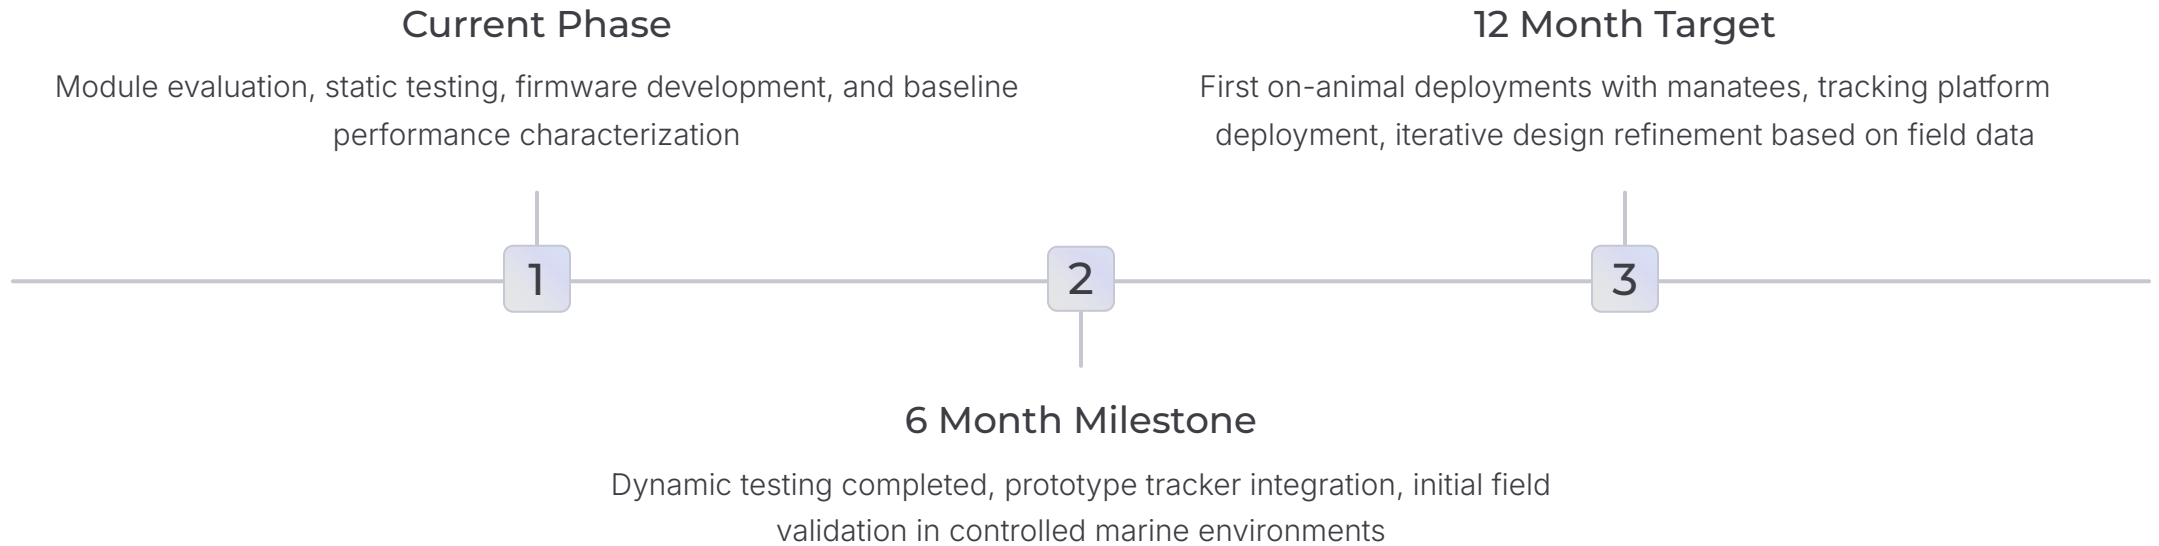 Current Phase
Module evaluation, static testing, firmware development, and baseline
performance characterization
12 Month Target
First on-animal deployments with manatees, tracking platform
deployment, iterative design refinement based on field data
1
2
3
6 Month Milestone
Dynamic testing completed, prototype tracker integration, initial field
validation in controlled marine environments